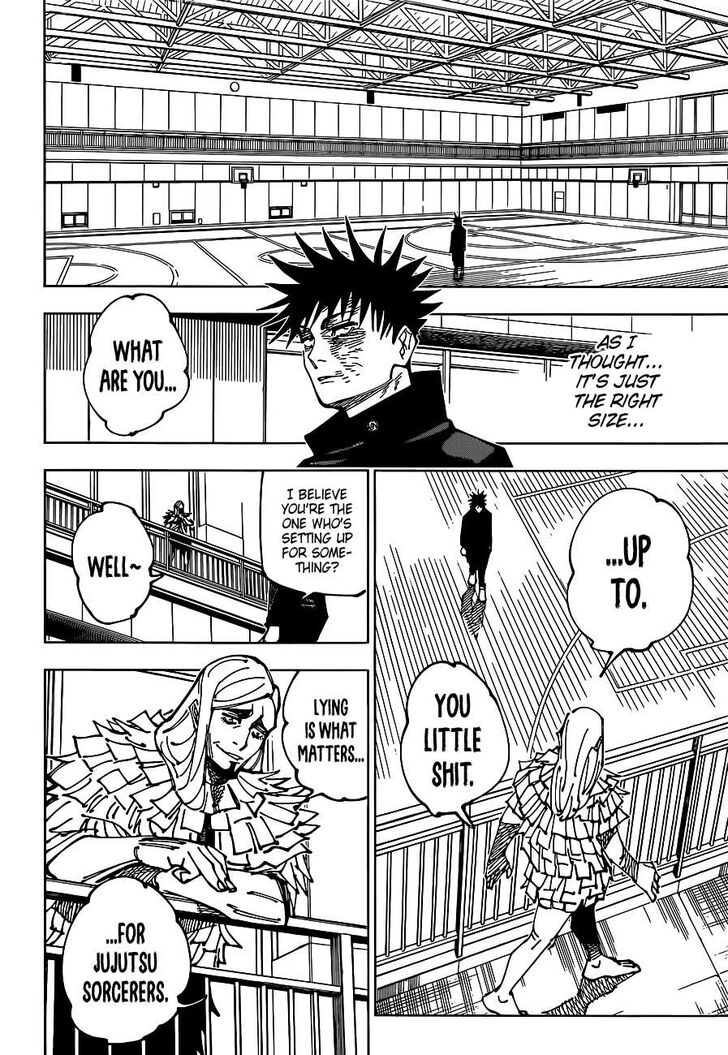 AS I
THOUGHT...
IT'S JUST
THE RIGHT
SIZE...
WHAT
ARE YOU...
...UP
TO.
YOU
LITTLE
SHIT.
I BELIEVE
YOU'RE THE
ONE WHO'S
SETTING UP
FOR SOME-
THING?
WELL~
LYING
IS WHAT
MATTERS...
...FOR
JUJUTSU
SORCERERS.